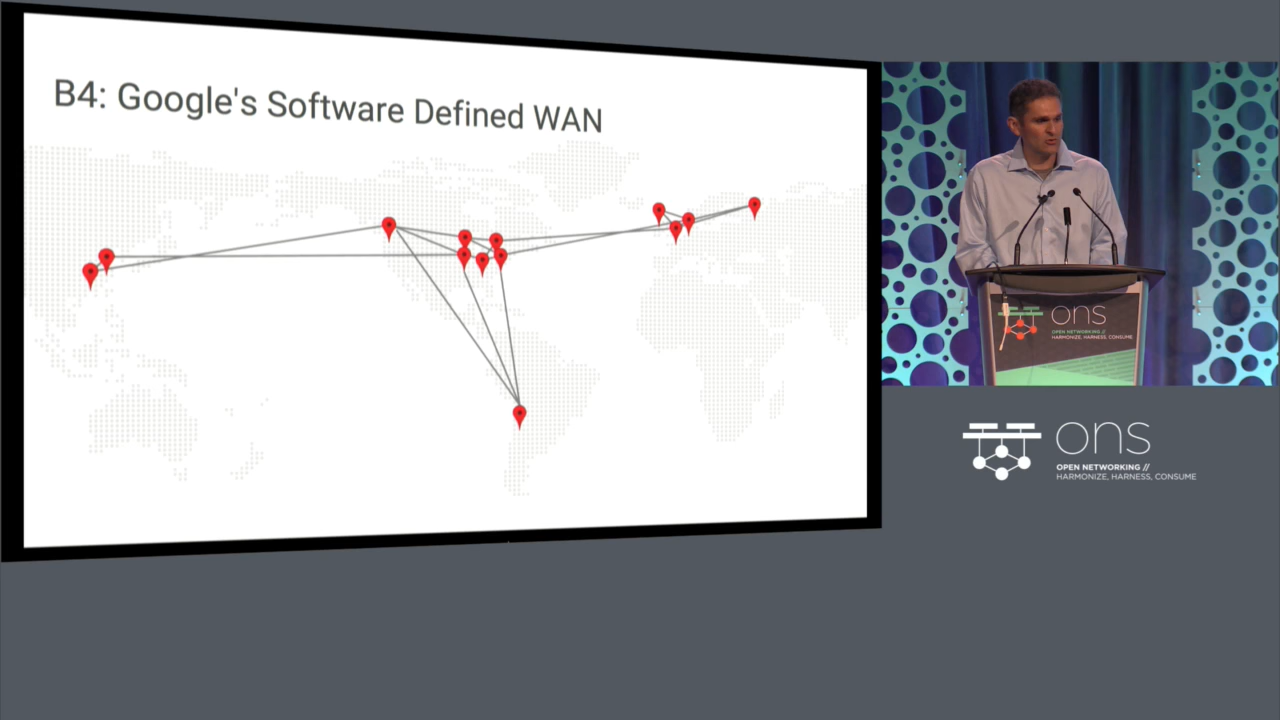 B4: Google's Software Defined WAN
ons
OPEN NETWORKING //
HARMONIZE, HARNESS, CONSUME
ons
OPEN NETWORKING //
HARMONIZE, HARNESS, CONSUME